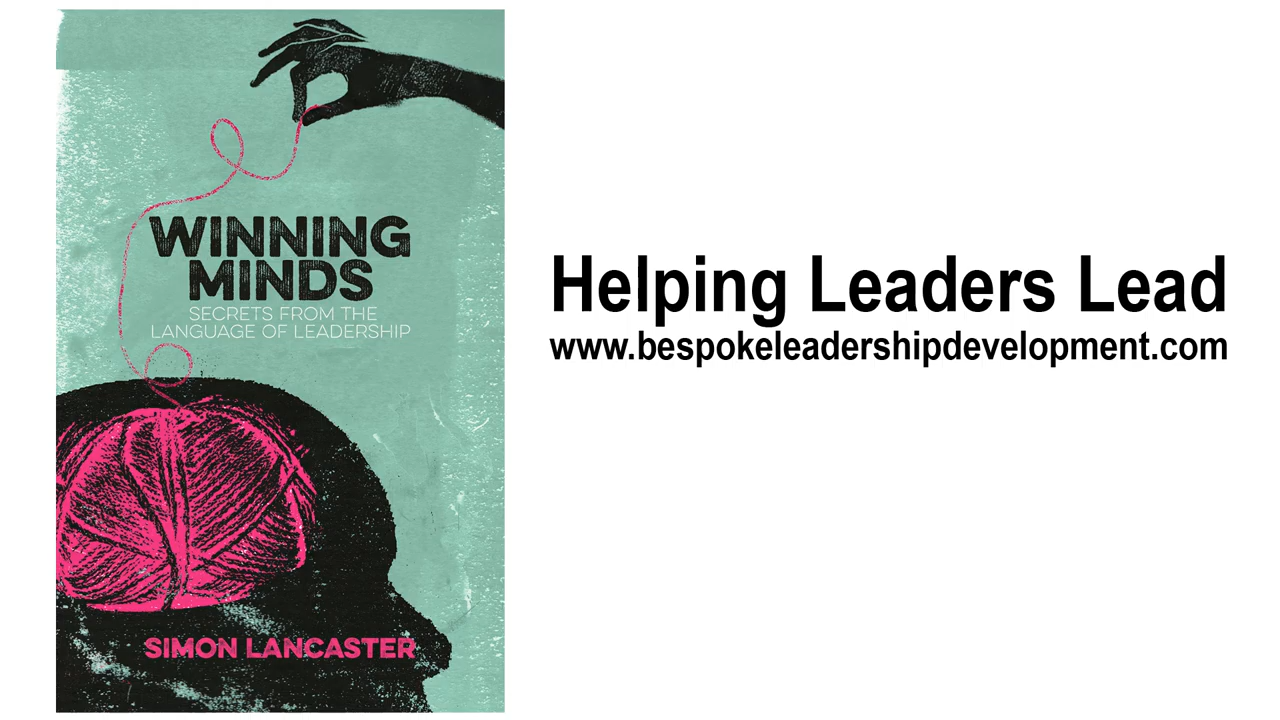 WINNING
MINDS
SECRETS FROM THE
LANGUAGE OF LEADERSHIP
SIMON LANCASTER
Helping Leaders Lead
www.bespokeleadershipdevelopment.com